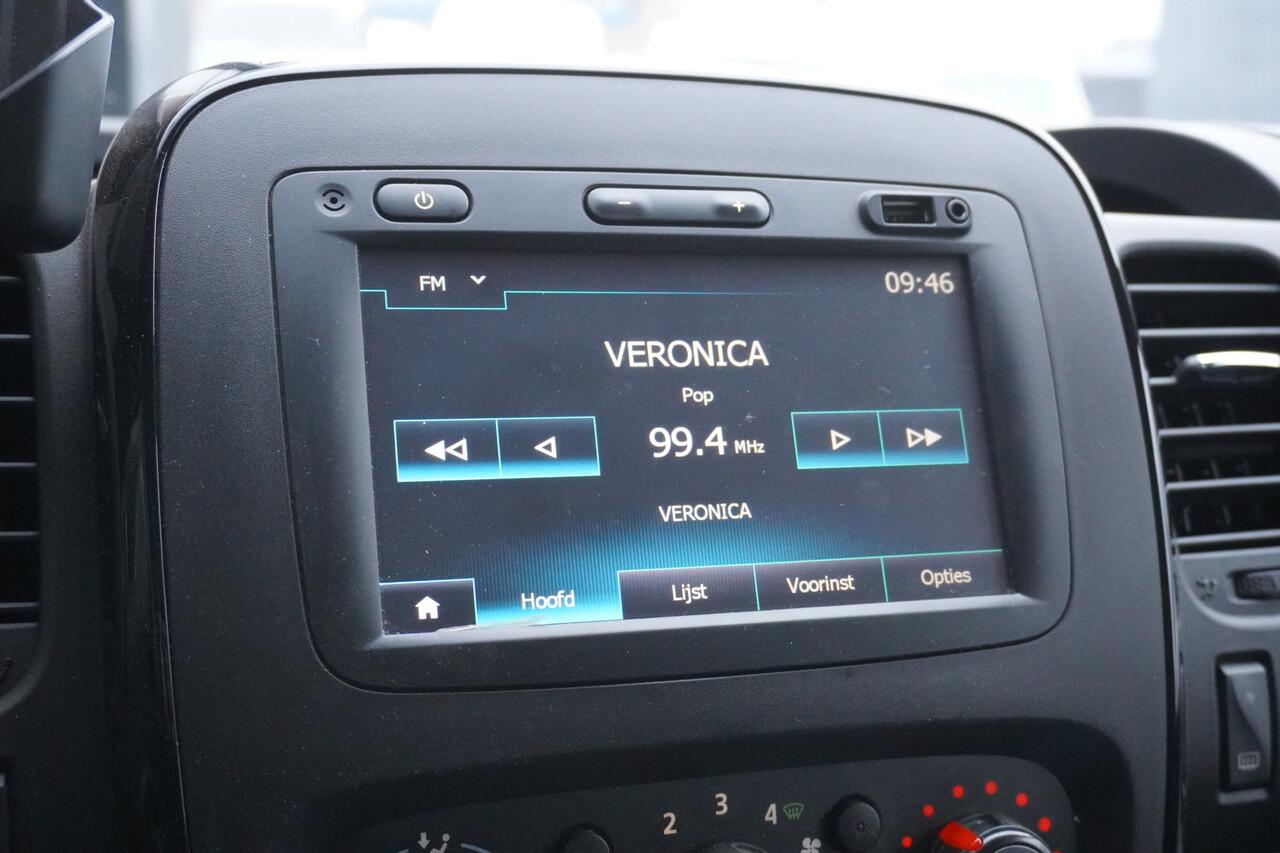 FM
09:46
VERONICA
Pop
99.4 MHz
VERONICA
Hoofd
Lijst
Voorinst
Opties
2 3 4